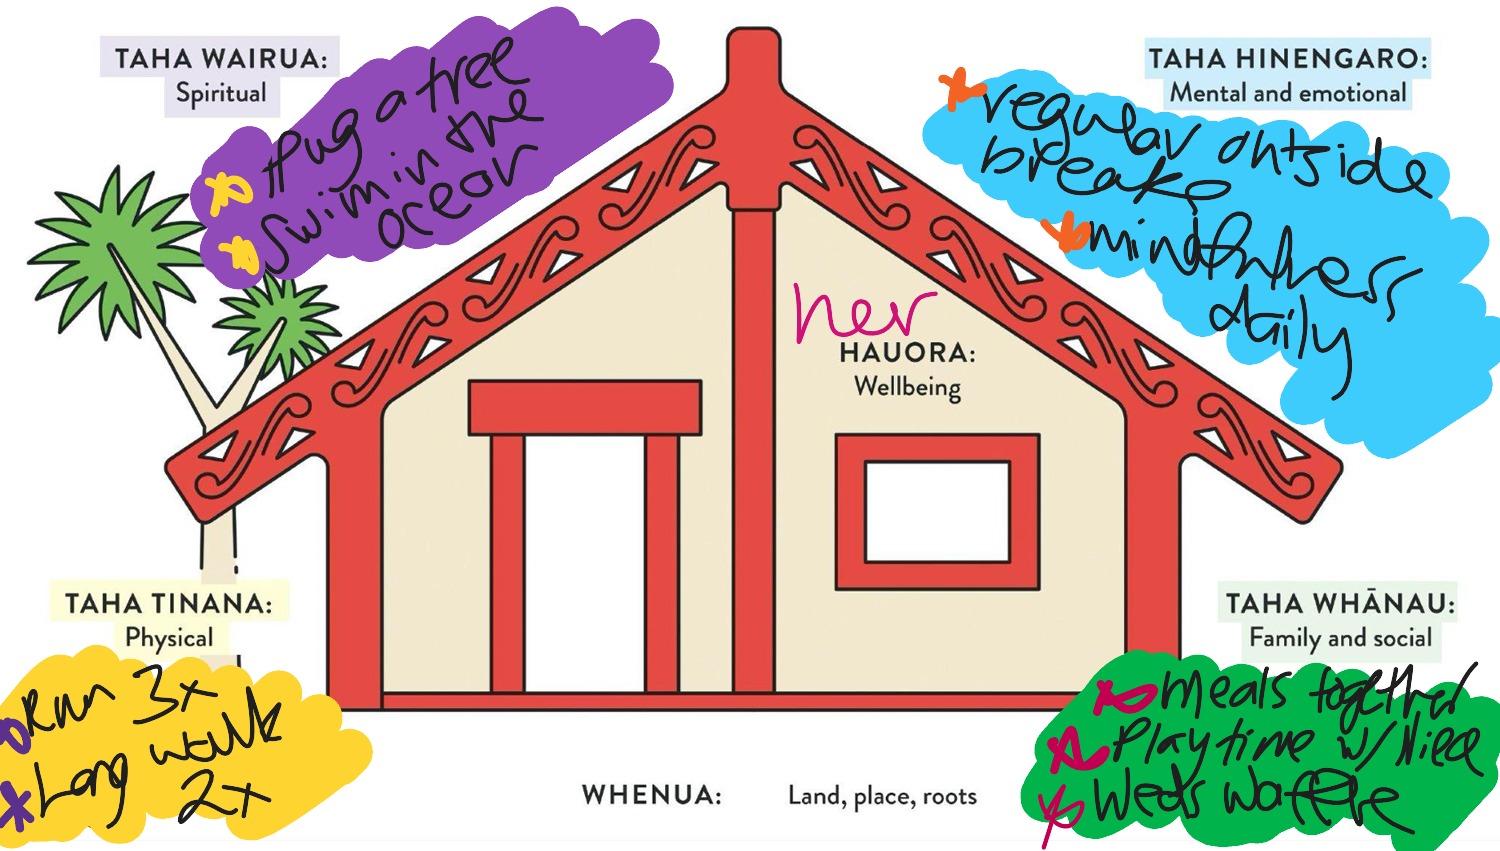 TAHA WAIRUA:
Spiritual
Hug a tree
Swim in the
ocean
TAHA HINENGARO:
Mental and emotional
regular outside
breaks
mindfulness
daily
her
HAUORA:
Wellbeing
TAHA TINANA:
Physical
Run 3x
Long walk
2x
TAHA WHĀNAU:
Family and social
Meals together
Playtime w/
Weds
WHENUA: Land, place, roots